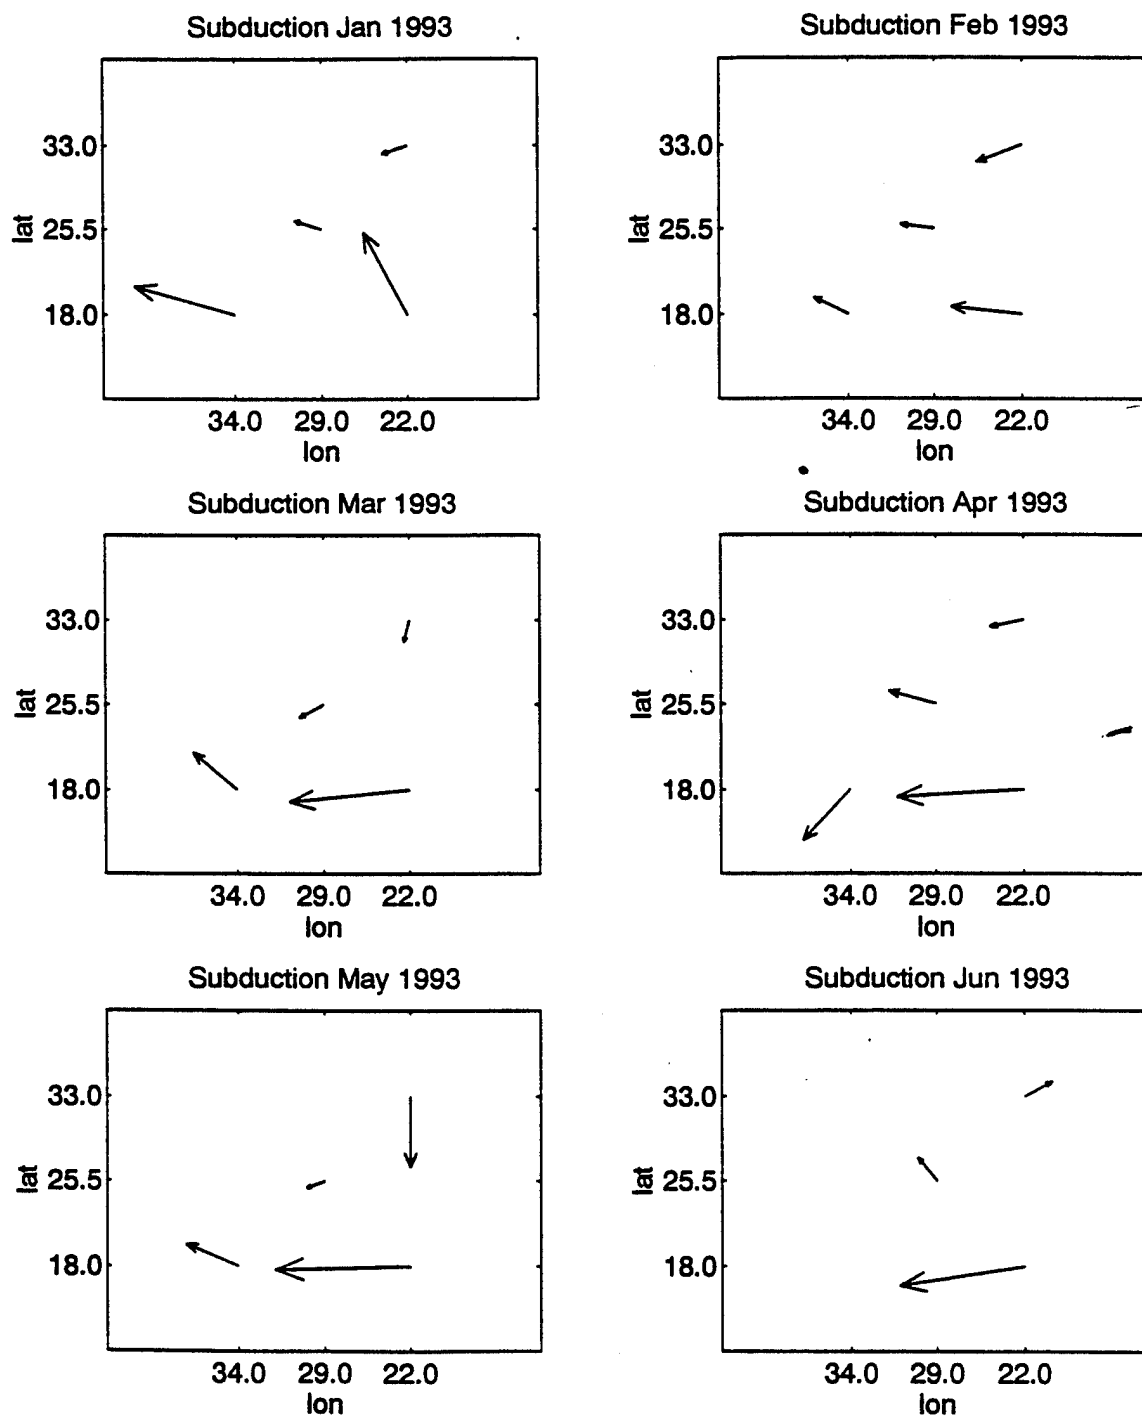 Subduction Jan 1993
lat
33.0
25.5
18.0
34.0 29.0 22.0
lon
Subduction Feb 1993
lat
33.0
25.5
18.0
34.0 29.0 22.0
lon
Subduction Mar 1993
lat
33.0
25.5
18.0
34.0 29.0 22.0
lon
Subduction Apr 1993
lat
33.0
25.5
18.0
34.0 29.0 22.0
lon
Subduction May 1993
lat
33.0
25.5
18.0
34.0 29.0 22.0
lon
Subduction Jun 1993
lat
33.0
25.5
18.0
34.0 29.0 22.0
lon